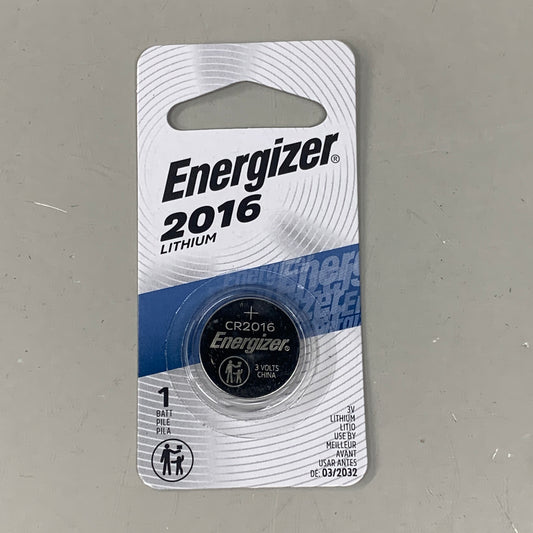 Energizer®
2016
LITHIUM
Energizer
+
CR2016
Energizer®
3 VOLTS
CHINA
1
BATT
PILE
PILA
3V
LITHIUM
LITIO
USE BY
MEILLEUR
AVANT
USAR ANTES
DE: 03/2032